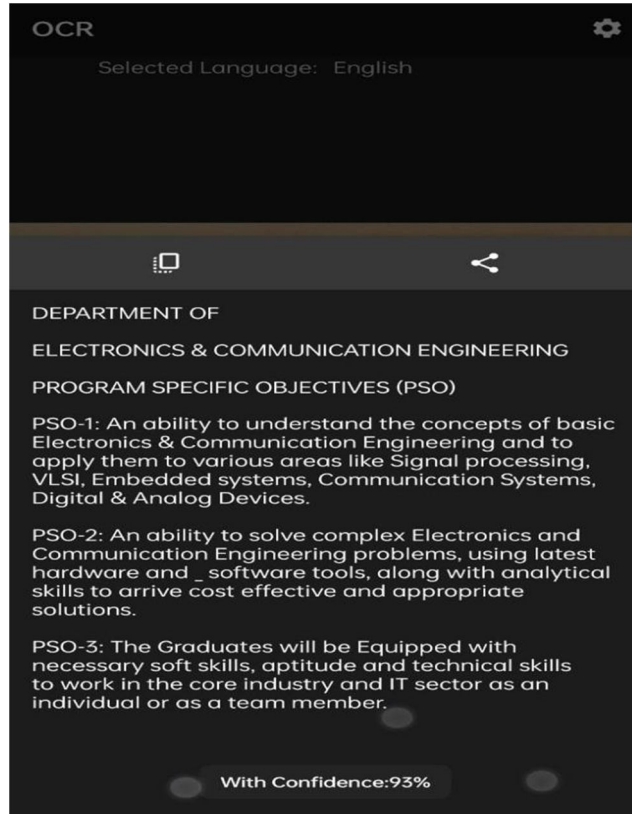 OCR
Selected Language: English
DEPARTMENT OF
ELECTRONICS & COMMUNICATION ENGINEERING
PROGRAM SPECIFIC OBJECTIVES (PSO)
PSO-1: An ability to understand the concepts of basic
Electronics & Communication Engineering and to
apply them to various areas like Signal processing,
VLSI, Embedded systems, Communication Systems,
Digital & Analog Devices.
PSO-2: An ability to solve complex Electronics and
Communication Engineering problems, using latest
hardware and _ software tools, along with analytical
skills to arrive cost effective and appropriate
solutions.
PSO-3: The Graduates will be Equipped with
necessary soft skills, aptitude and technical skills
to work in the core industry and IT sector as an
individual or as a team member.
With Confidence:93%